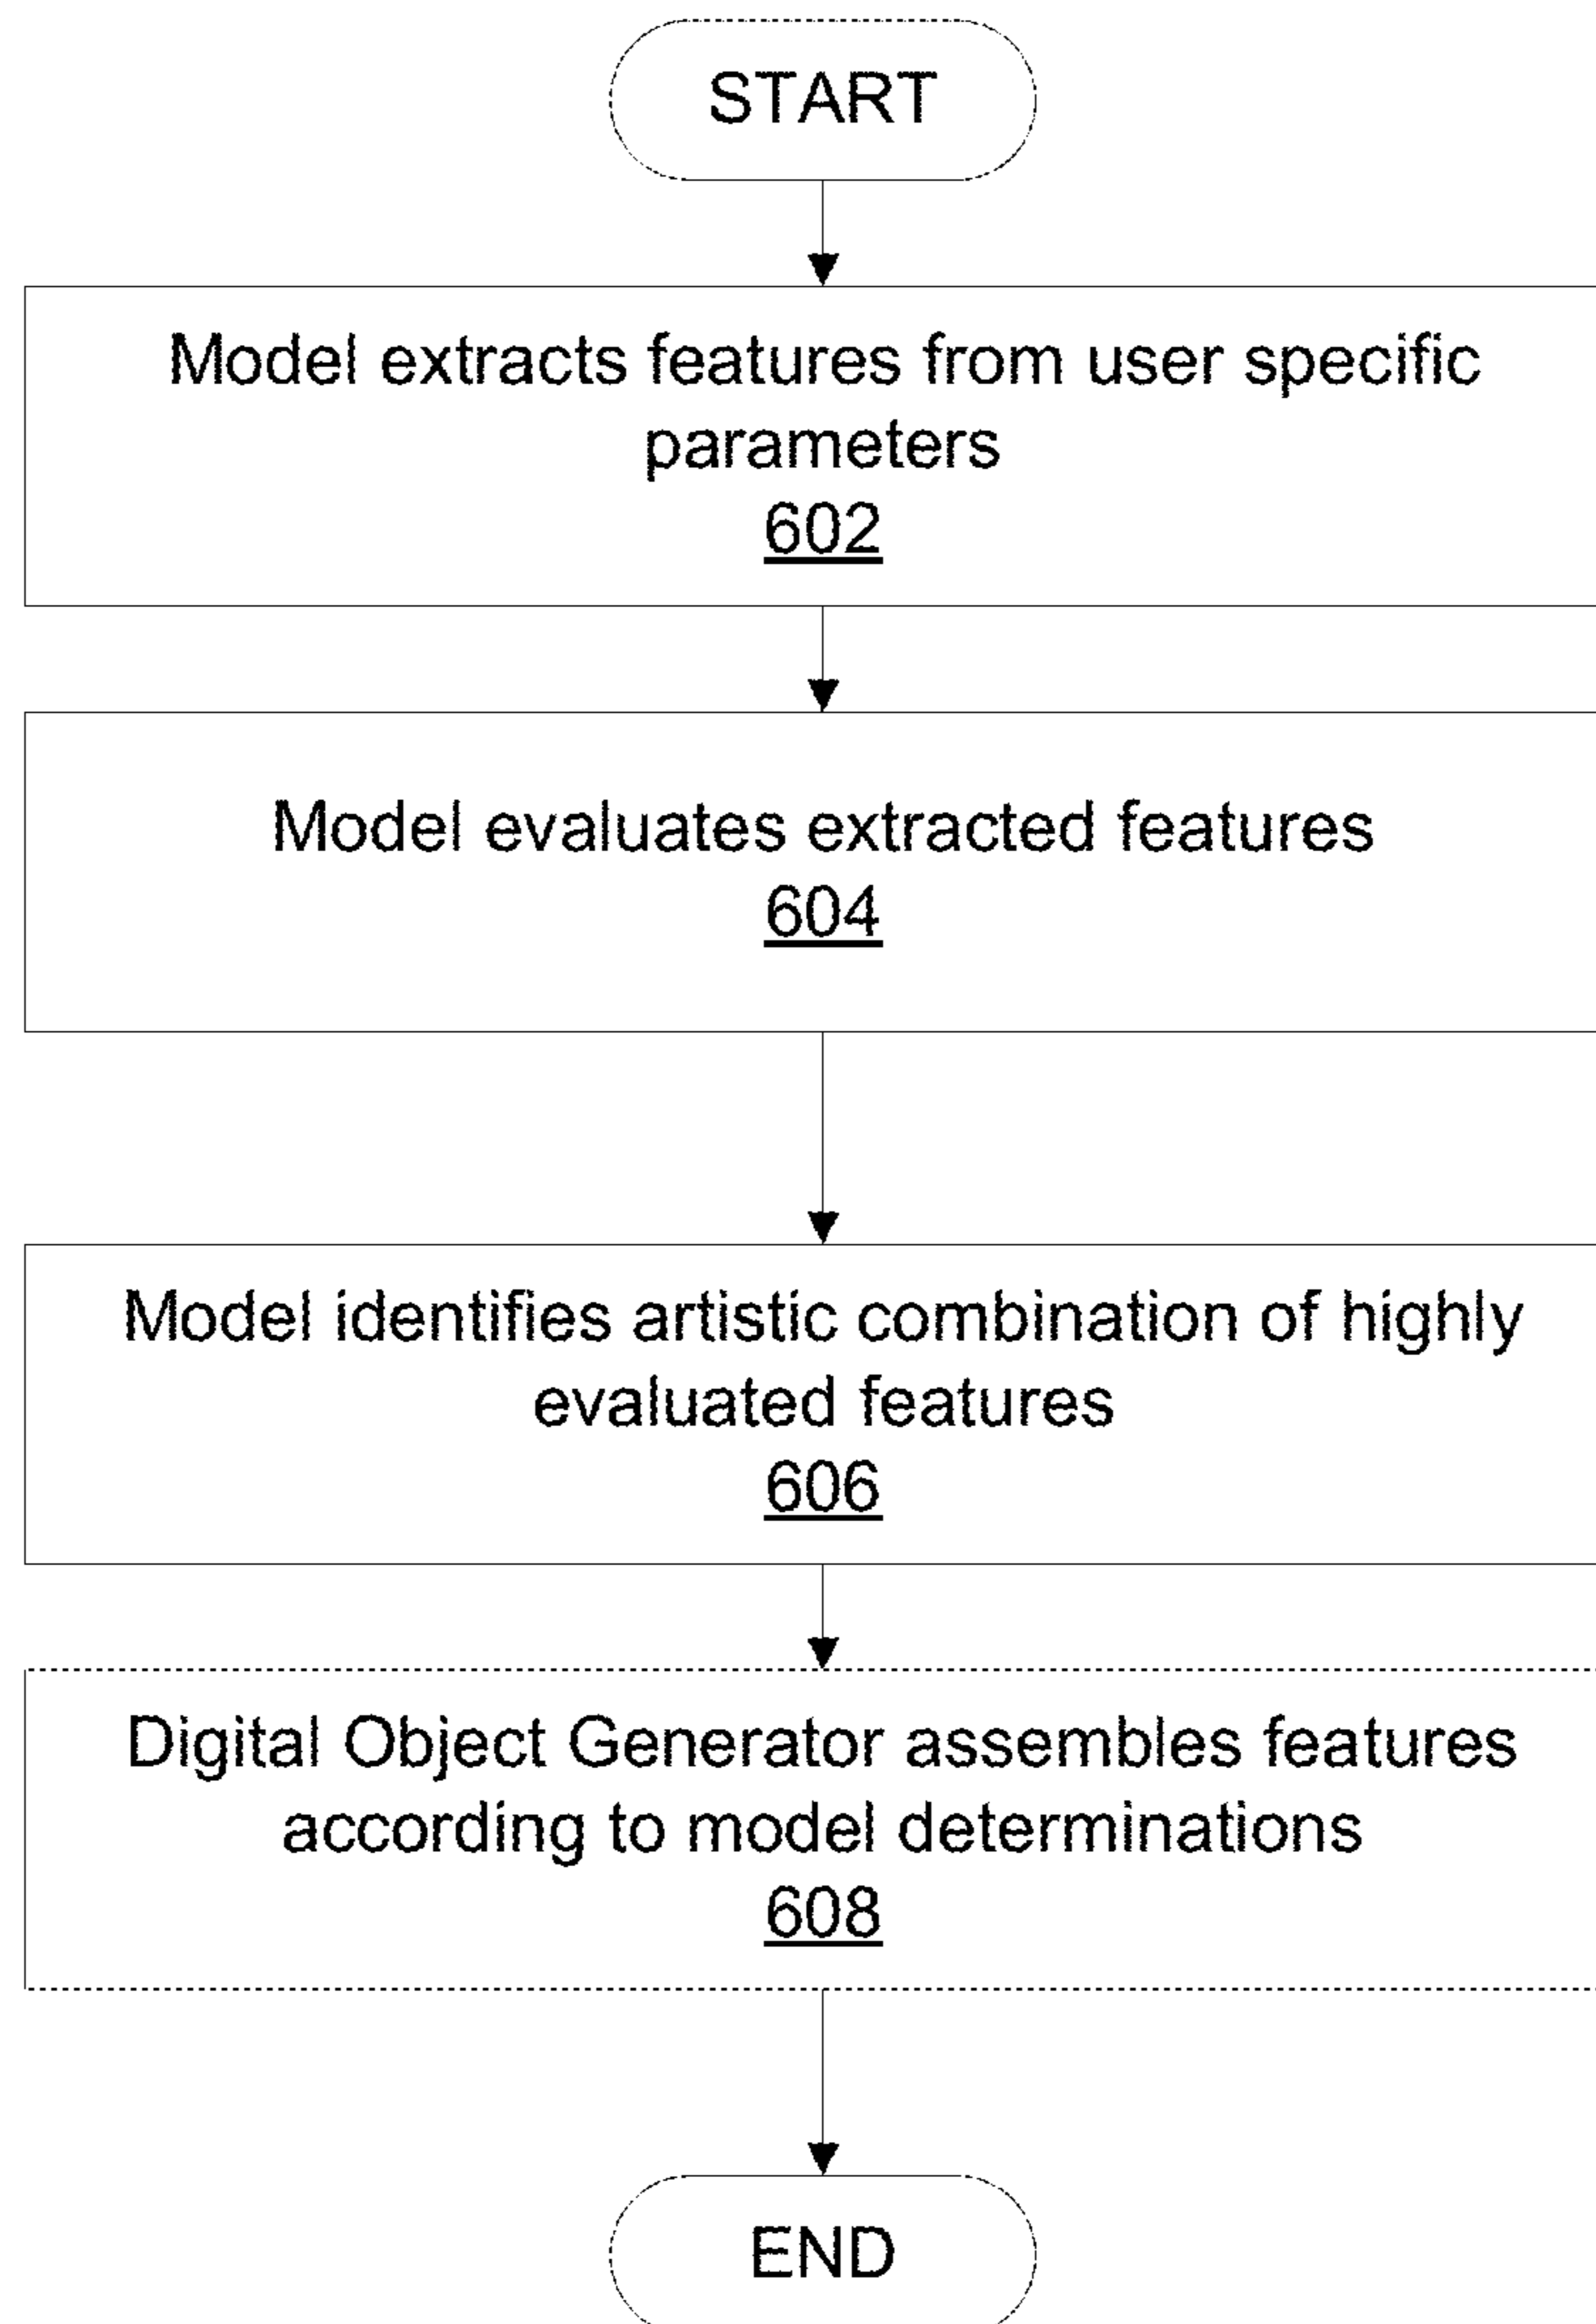 START
Model extracts features from user specific
parameters
602
Model evaluates extracted features
604
Model identifies artistic combination of highly
evaluated features
606
Digital Object Generator assembles features
according to model determinations
608
END